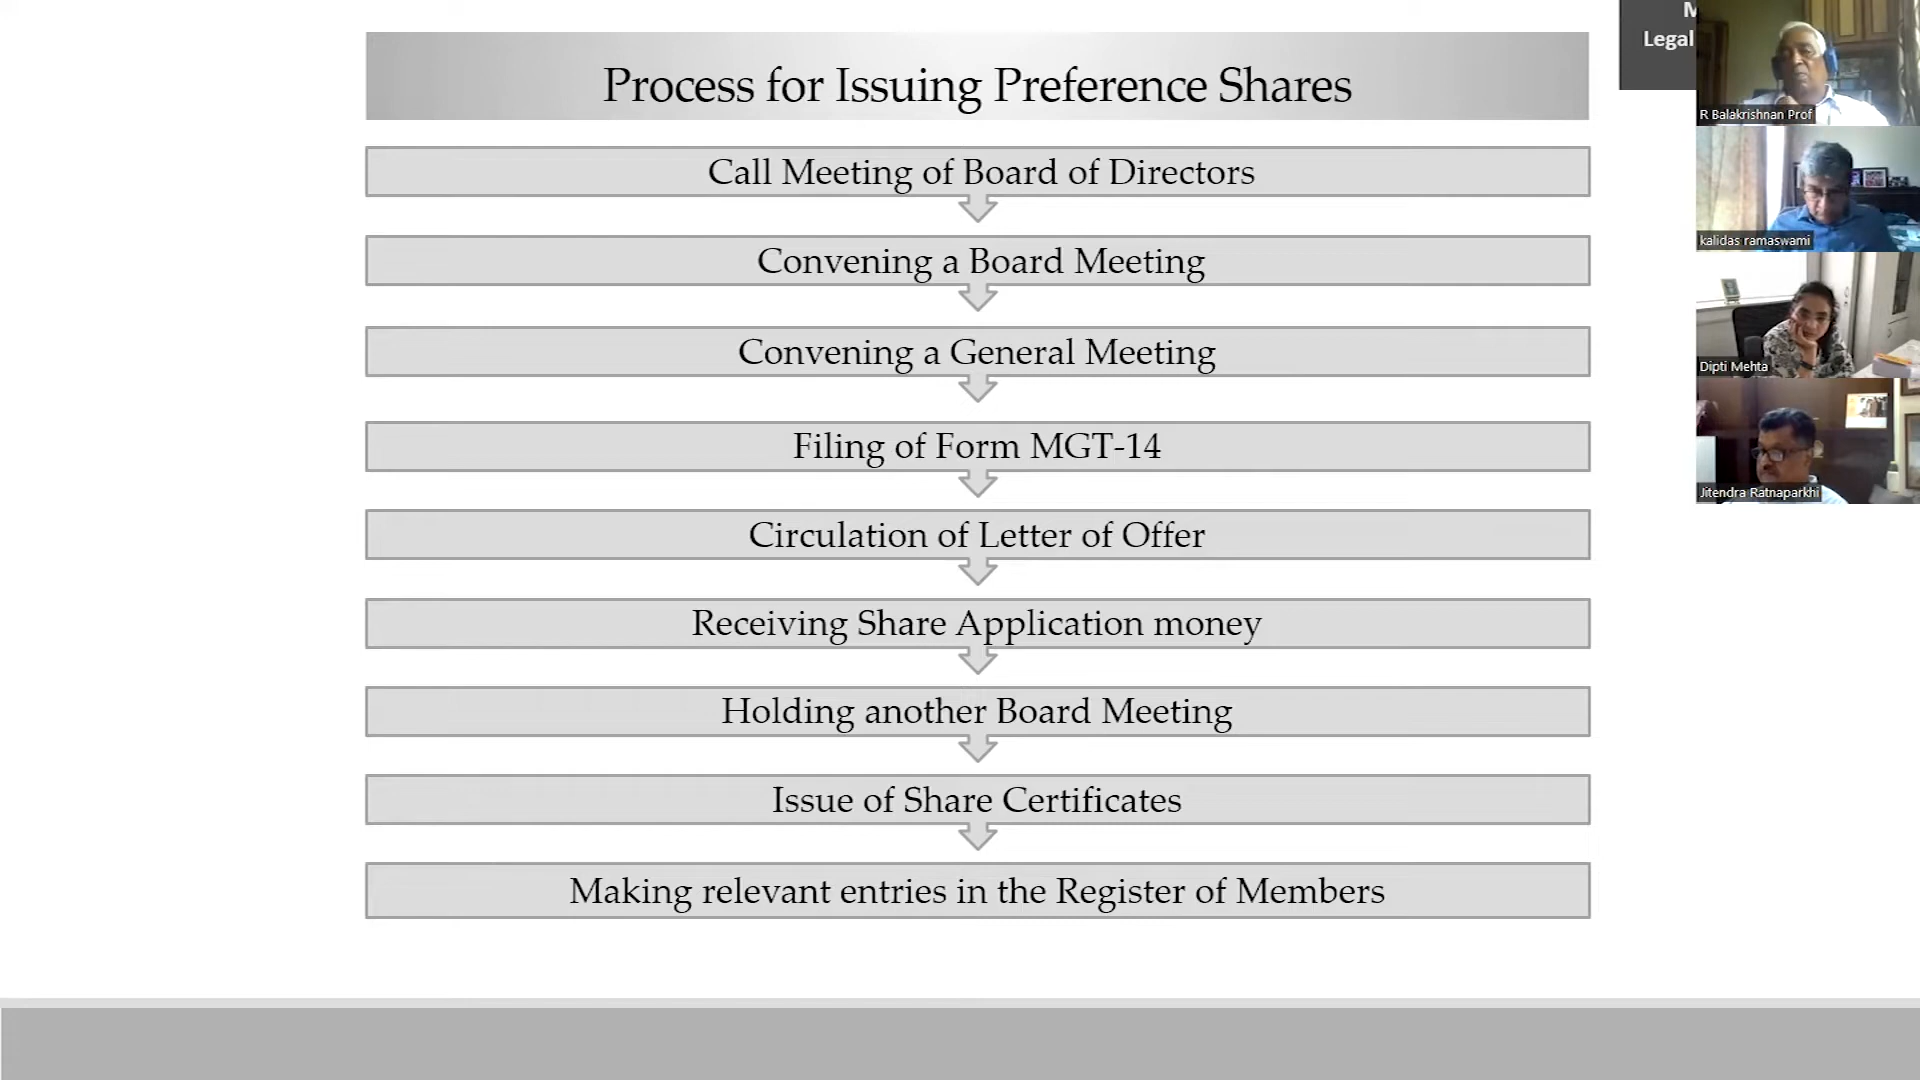 Process for Issuing Preference Shares
Call Meeting of Board of Directors
Convening a Board Meeting
Convening a General Meeting
Filing of Form MGT-14
Circulation of Letter of Offer
Receiving Share Application money
Holding another Board Meeting
Issue of Share Certificates
Making relevant entries in the Register of Members
Legal
R Balakrishnan Prof
kalidas ramaswami
Dipti Mehta
Jitendra Ratnaparkhi